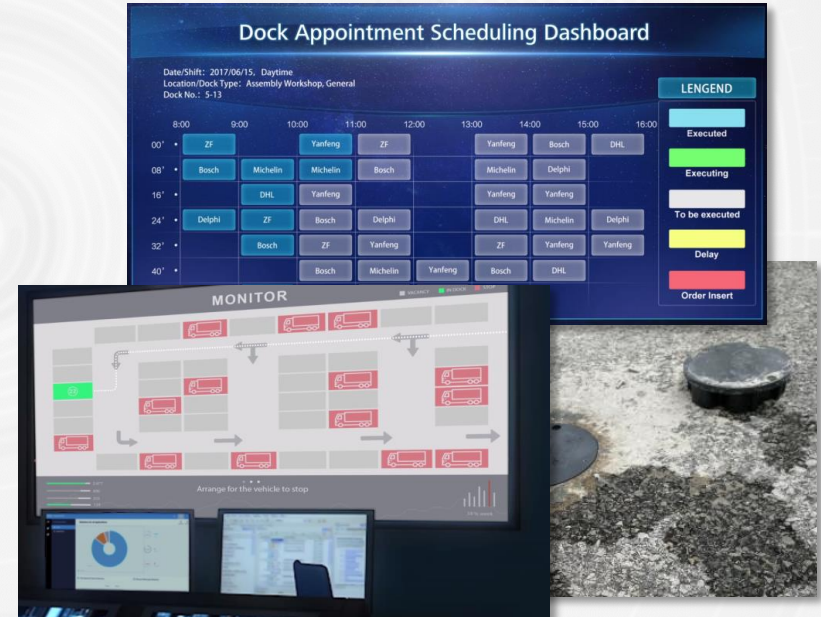 Dock Appointment Scheduling Dashboard
Date/Shift: 2017/06/15, Daytime
Location/Dock Type: Assembly Workshop, General
Dock No.: 5-13
LENGEND
8:00 9:00 10:00 11:00 12:00 13:00 14:00 15:00 16:00
00' ZF Yanfeng ZF Yanfeng Bosch DHL
Executed
08' Bosch Michelin Michelin Bosch Michelin Delphi
Executing
16' DHL Yanfeng Yanfeng Yanfeng
24' Delphi ZF Bosch Delphi DHL Michelin Delphi
To be executed
32' Bosch ZF Yanfeng ZF Yanfeng Yanfeng
Delay
40' Bosch Michelin Yanfeng Bosch DHL
Order Insert
MONITOR
VACANCY
Arrange for the vehicle to stop